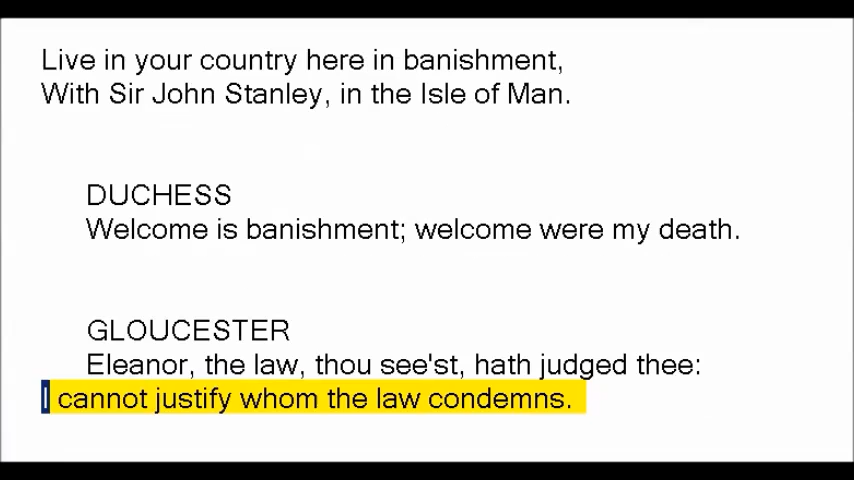 Live in your country here in banishment,
With Sir John Stanley, in the Isle of Man.
DUCHESS
Welcome is banishment; welcome were my death.
GLOUCESTER
Eleanor, the law, thou see'st, hath judged thee:
I cannot justify whom the law condemns.